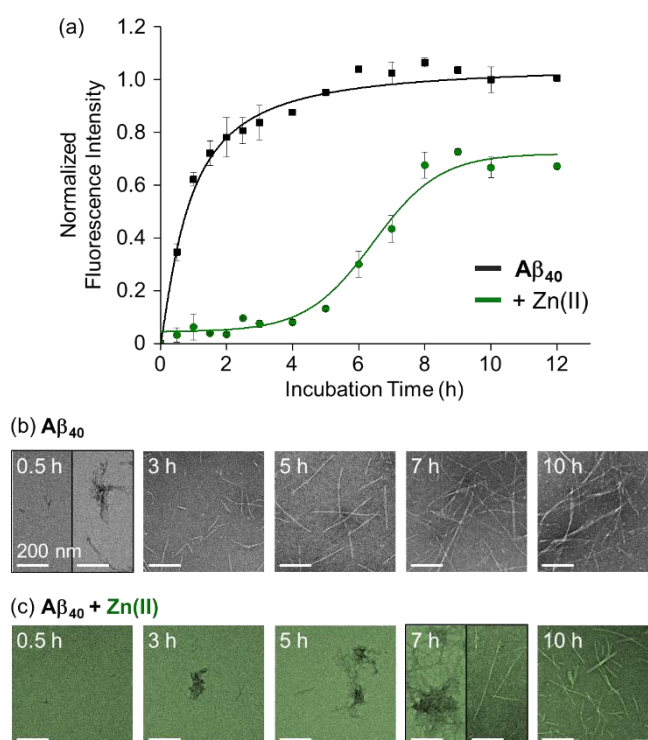 (a)
Normalized
Fluorescence Intensity
1.2
1.0
0.8
0.6
0.4
0.2
0
Aβ₄₀
+ Zn(II)
0 2 4 6 8 10 12
Incubation Time (h)
(b) Aβ₄₀
0.5 h 3 h 5 h 7 h 10 h
200 nm
(c) Aβ₄₀ + Zn(II)
0.5 h 3 h 5 h 7 h 10 h